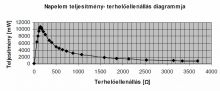 Napelem teljesítmény- terhelőellenállás diagrammja
Teljesítmény [mW]
12000
10000
8000
6000
4000
2000
0
0 500 1000 1500 2000 2500 3000 3500 4000
Terhelőellenállás [Ω]